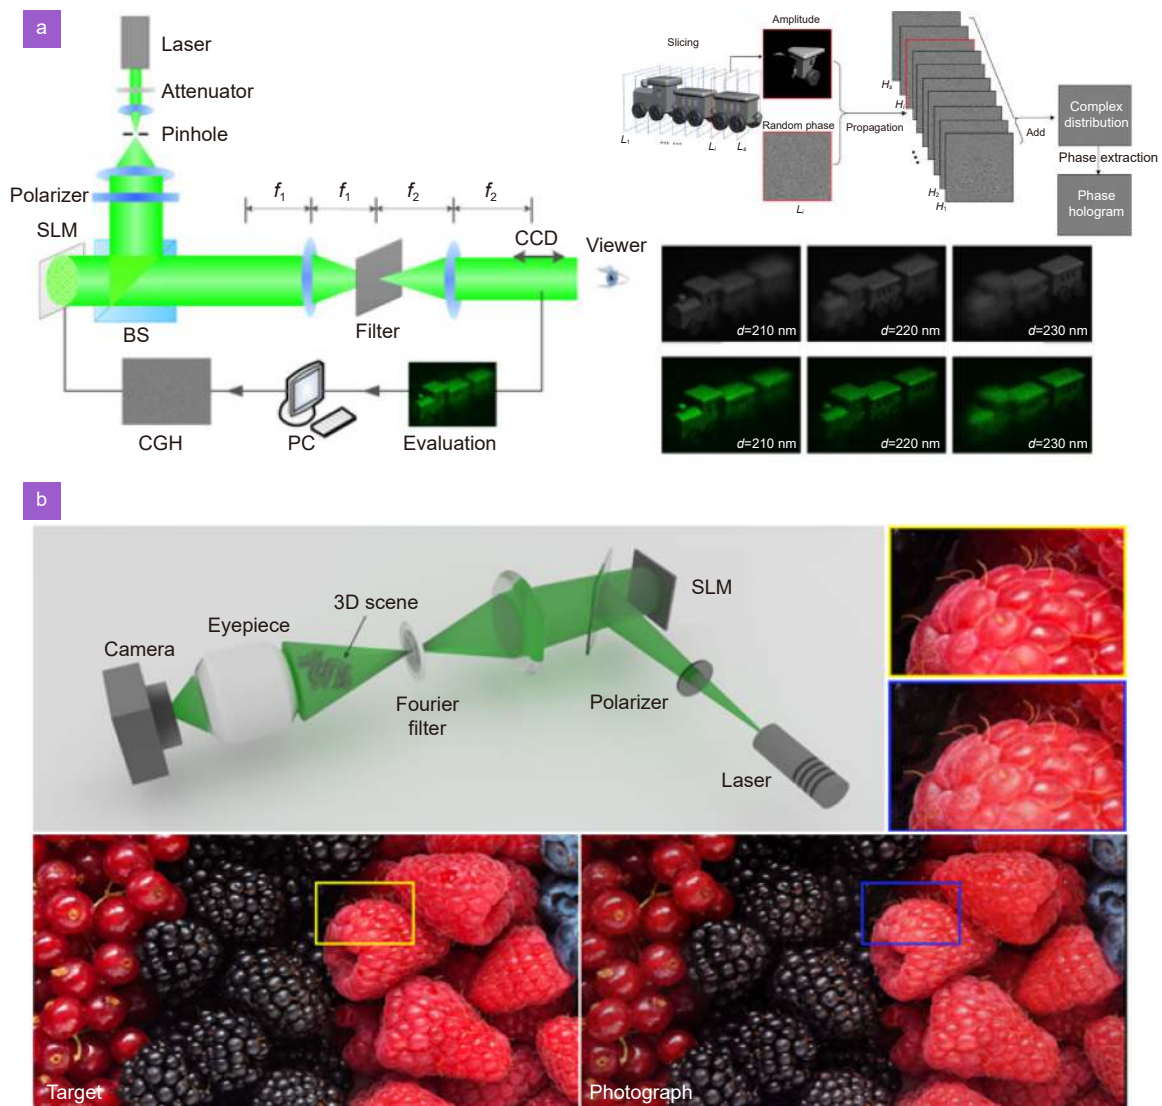 a
Laser
Attenuator
Pinhole
Polarizer
SLM
BS
f1 f1 f2 f2
CCD
Viewer
Filter
CGH
PC
Evaluation
Slicing
Amplitude
Random phase
L1
Li
Ls
Li
Propagation
Hs
Hi
H2
H1
Add
Complex
distribution
Phase extraction
Phase
hologram
d=210 nm
d=220 nm
d=230 nm
d=210 nm
d=220 nm
d=230 nm
b
Camera
Eyepiece
3D scene
Fourier
filter
Polarizer
SLM
Laser
Target
Photograph